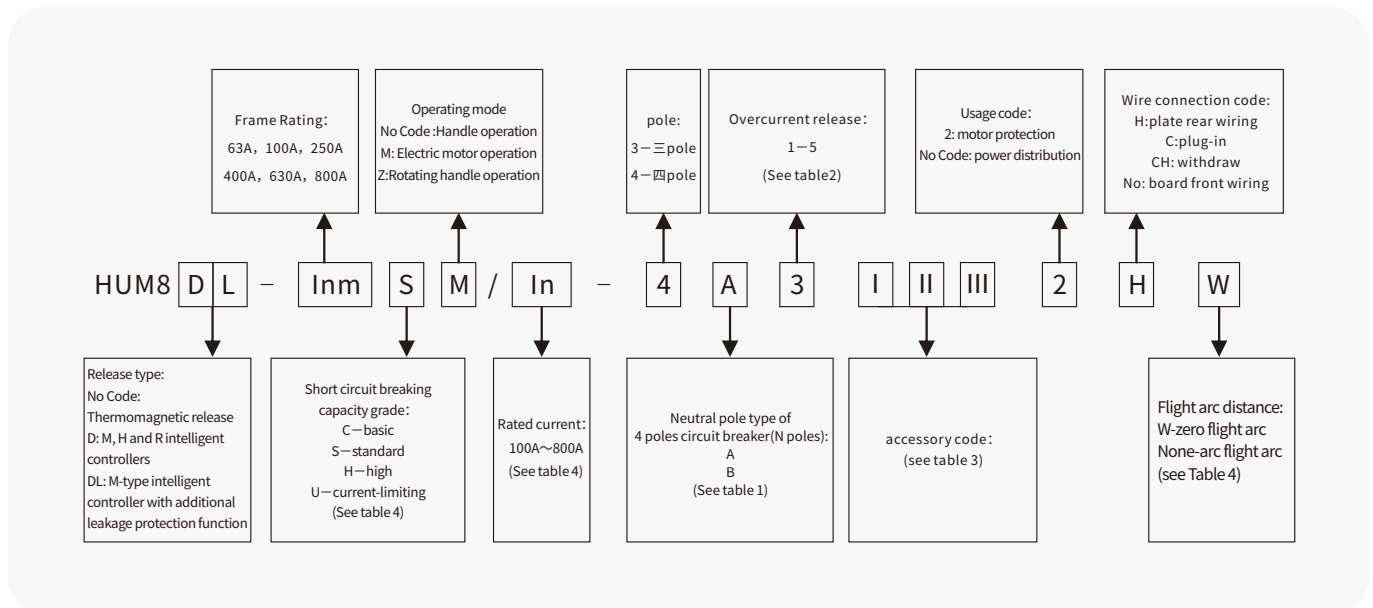 Frame Rating：
63A，100A，250A
400A，630A，800A
Operating mode
No Code :Handle operation
M: Electric motor operation
Z:Rotating handle operation
pole:
3－三pole
4－四pole
Overcurrent release：
1－5
(See table2)
Usage code：
2: motor protection
No Code: power distribution
Wire connection code:
H:plate rear wiring
C:plug-in
CH: withdraw
No: board front wiring
HUM8 D L － Inm S M / In － 4 A 3 I II III 2 H W
Release type:
No Code:
Thermomagnetic release
D: M, H and R intelligent
controllers
DL: M-type intelligent
controller with additional
leakage protection function
Short circuit breaking
capacity grade：
C－basic
S－standard
H－high
U－current-limiting
(See table 4)
Rated current：
100A～800A
(See table 4)
Neutral pole type of
4 poles circuit breaker(N poles):
A
B
(See table 1)
accessory code：
(see table 3)
Flight arc distance:
W-zero flight arc
None-arc flight arc
(see Table 4)